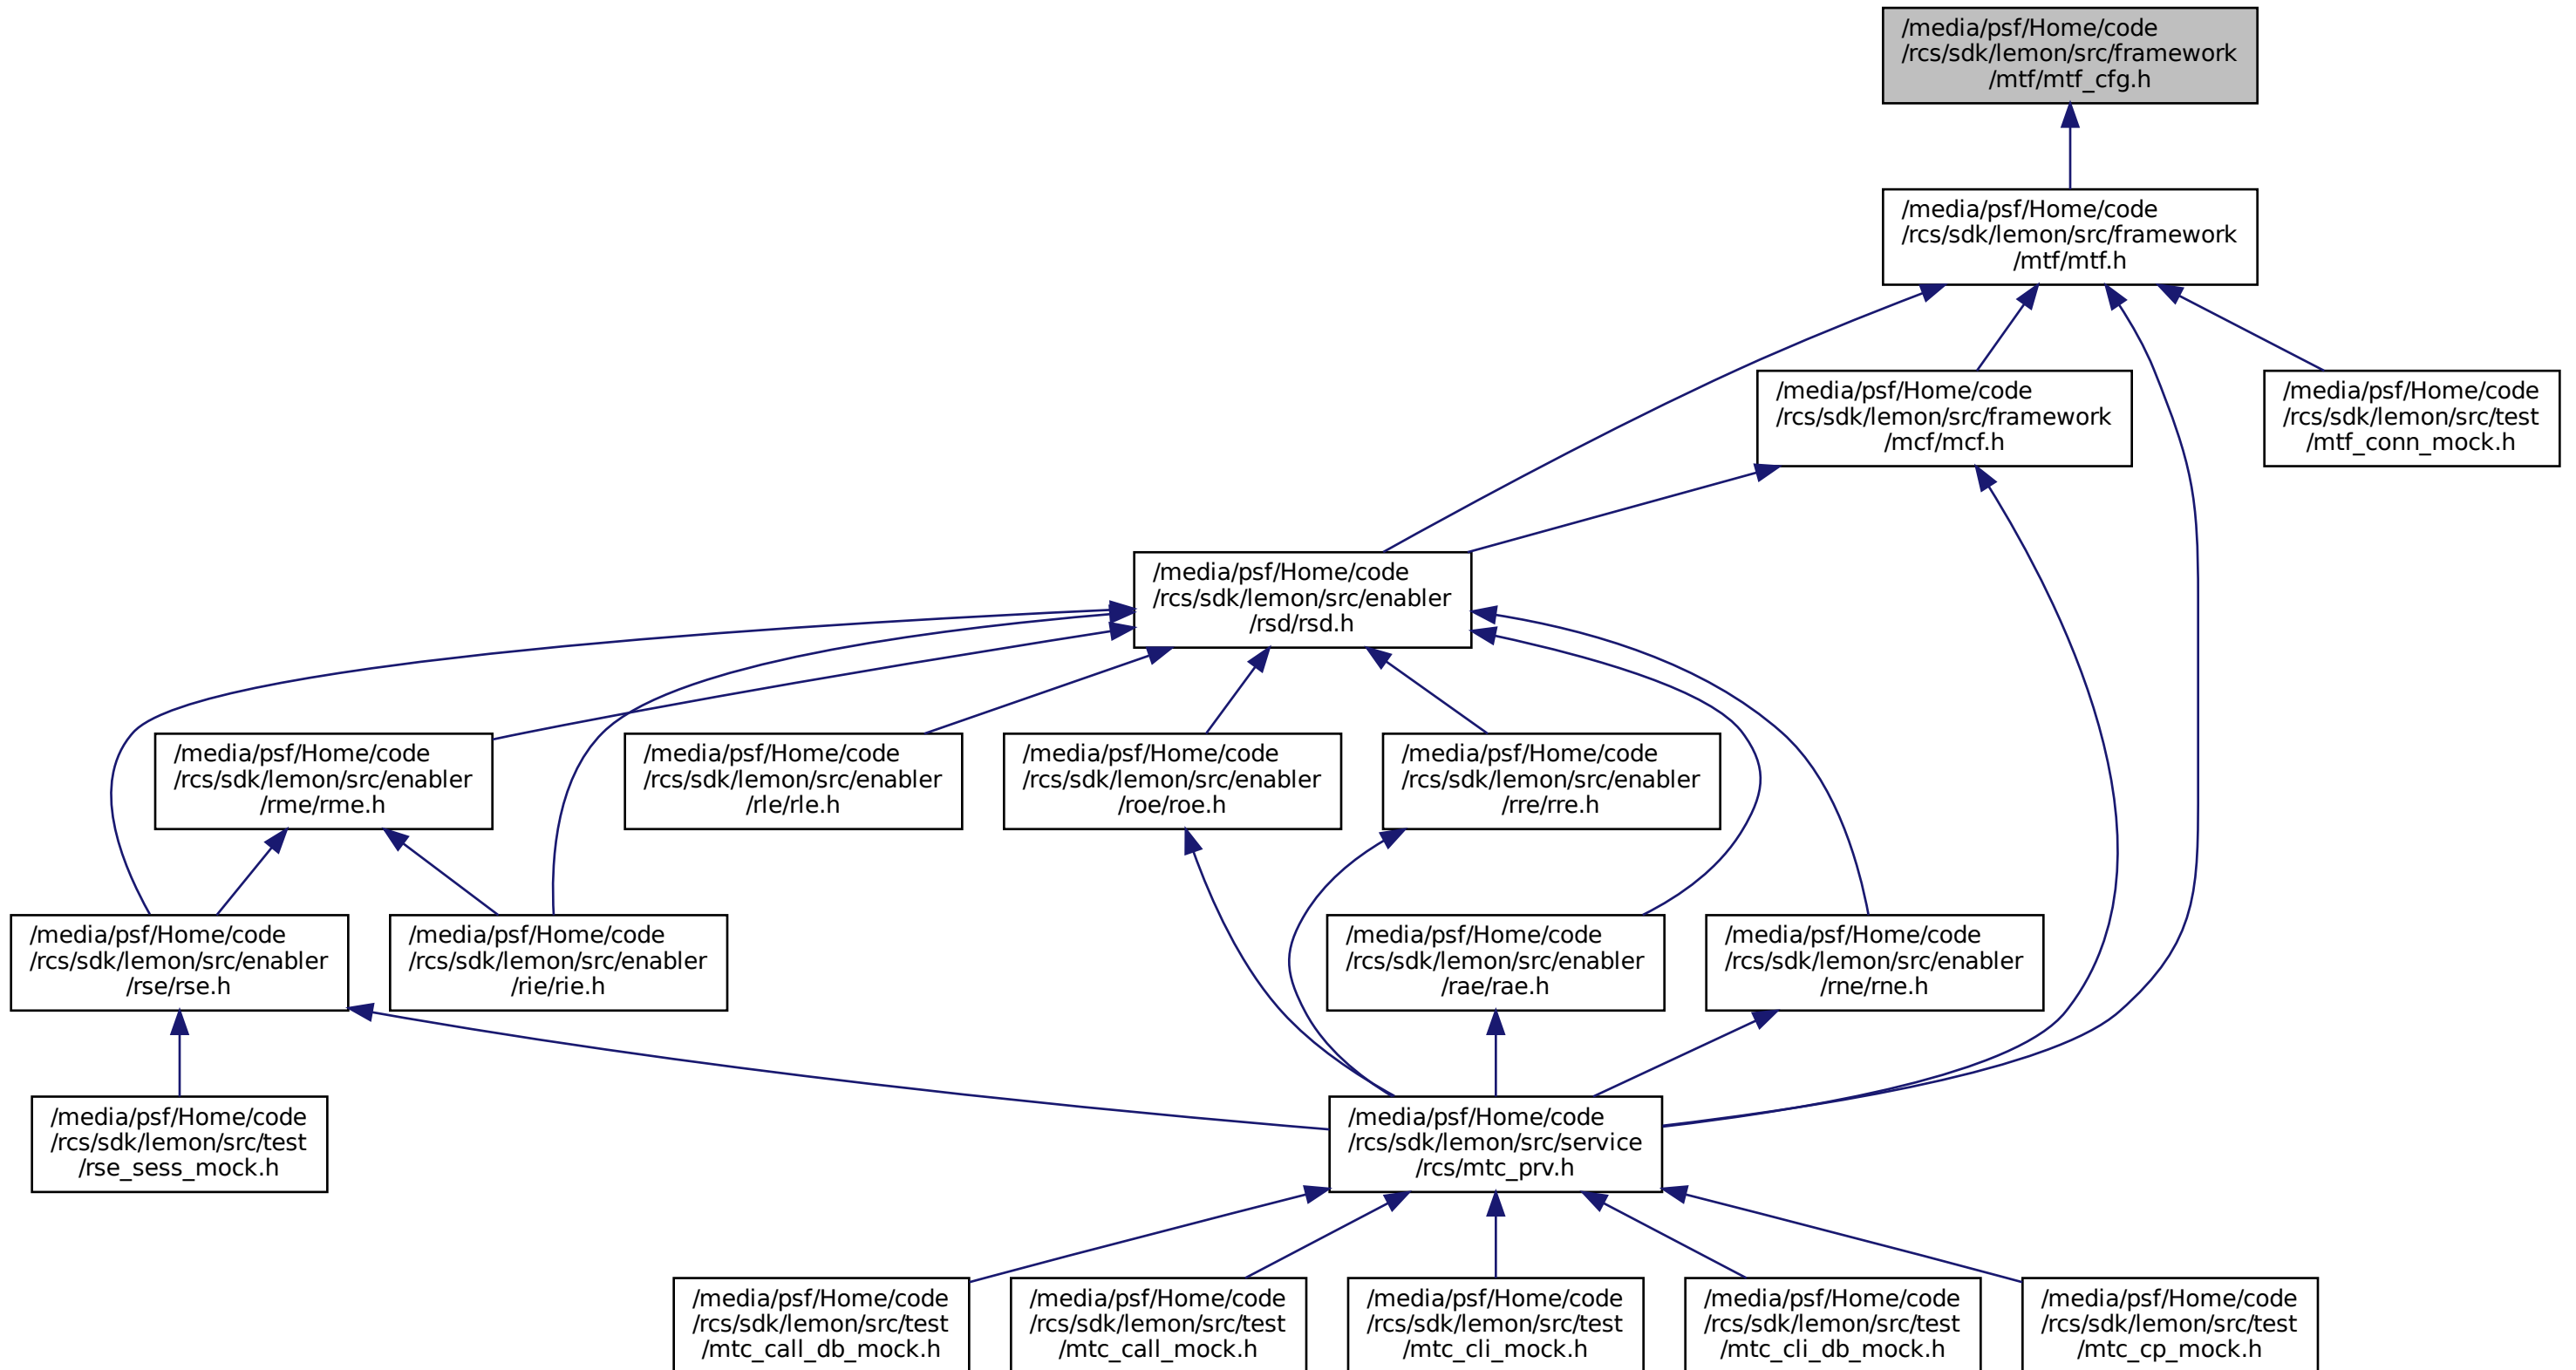 /media/psf/Home/code
/rcs/sdk/lemon/src/framework
/mtf/mtf_cfg.h
/media/psf/Home/code
/rcs/sdk/lemon/src/framework
/mtf/mtf.h
/media/psf/Home/code
/rcs/sdk/lemon/src/framework
/mcf/mcf.h
/media/psf/Home/code
/rcs/sdk/lemon/src/test
/mtf_conn_mock.h
/media/psf/Home/code
/rcs/sdk/lemon/src/enabler
/rsd/rsd.h
/media/psf/Home/code
/rcs/sdk/lemon/src/enabler
/rme/rme.h
/media/psf/Home/code
/rcs/sdk/lemon/src/enabler
/rle/rle.h
/media/psf/Home/code
/rcs/sdk/lemon/src/enabler
/roe/roe.h
/media/psf/Home/code
/rcs/sdk/lemon/src/enabler
/rre/rre.h
/media/psf/Home/code
/rcs/sdk/lemon/src/enabler
/rse/rse.h
/media/psf/Home/code
/rcs/sdk/lemon/src/enabler
/rie/rie.h
/media/psf/Home/code
/rcs/sdk/lemon/src/enabler
/rae/rae.h
/media/psf/Home/code
/rcs/sdk/lemon/src/enabler
/rne/rne.h
/media/psf/Home/code
/rcs/sdk/lemon/src/test
/rse_sess_mock.h
/media/psf/Home/code
/rcs/sdk/lemon/src/service
/rcs/mtc_prv.h
/media/psf/Home/code
/rcs/sdk/lemon/src/test
/mtc_call_db_mock.h
/media/psf/Home/code
/rcs/sdk/lemon/src/test
/mtc_call_mock.h
/media/psf/Home/code
/rcs/sdk/lemon/src/test
/mtc_cli_mock.h
/media/psf/Home/code
/rcs/sdk/lemon/src/test
/mtc_cli_db_mock.h
/media/psf/Home/code
/rcs/sdk/lemon/src/test
/mtc_cp_mock.h